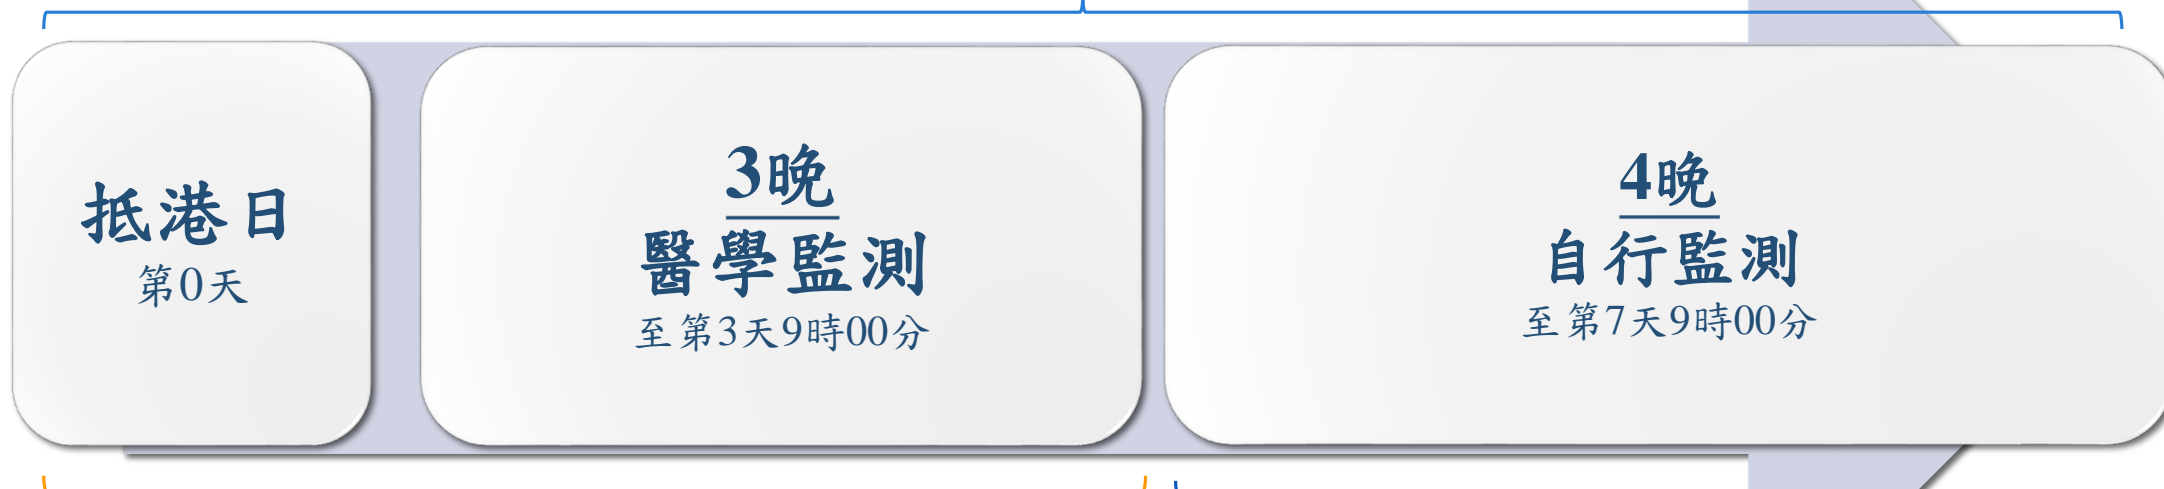 抵港日
第0天
3晚
醫學監測
至第3天9時00分
4晚
自行監測
至第7天9時00分